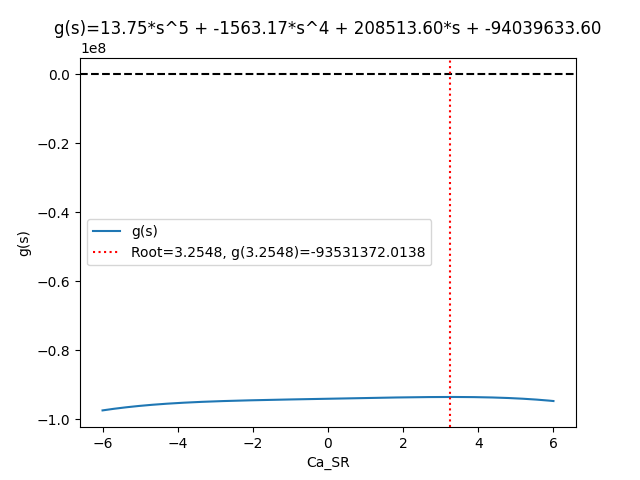 g(s)=13.75*s^5 + -1563.17*s^4 + 208513.60*s + -94039633.60
1e8
0.0
−0.2
−0.4
−0.6
−0.8
−1.0
g(s)
g(s)
Root=3.2548, g(3.2548)=-93531372.0138
−6
−4
−2
0
2
4
6
Ca_SR